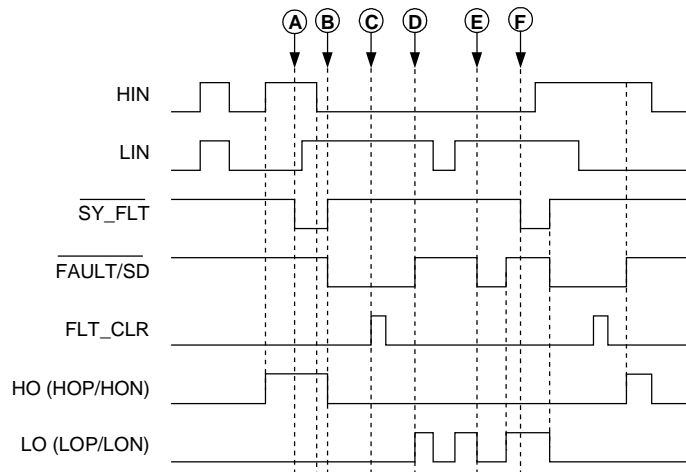 A B C D E F
HIN
LIN
SY_FLT
FAULT/SD
FLT_CLR
HO (HOP/HON)
LO (LOP/LON)